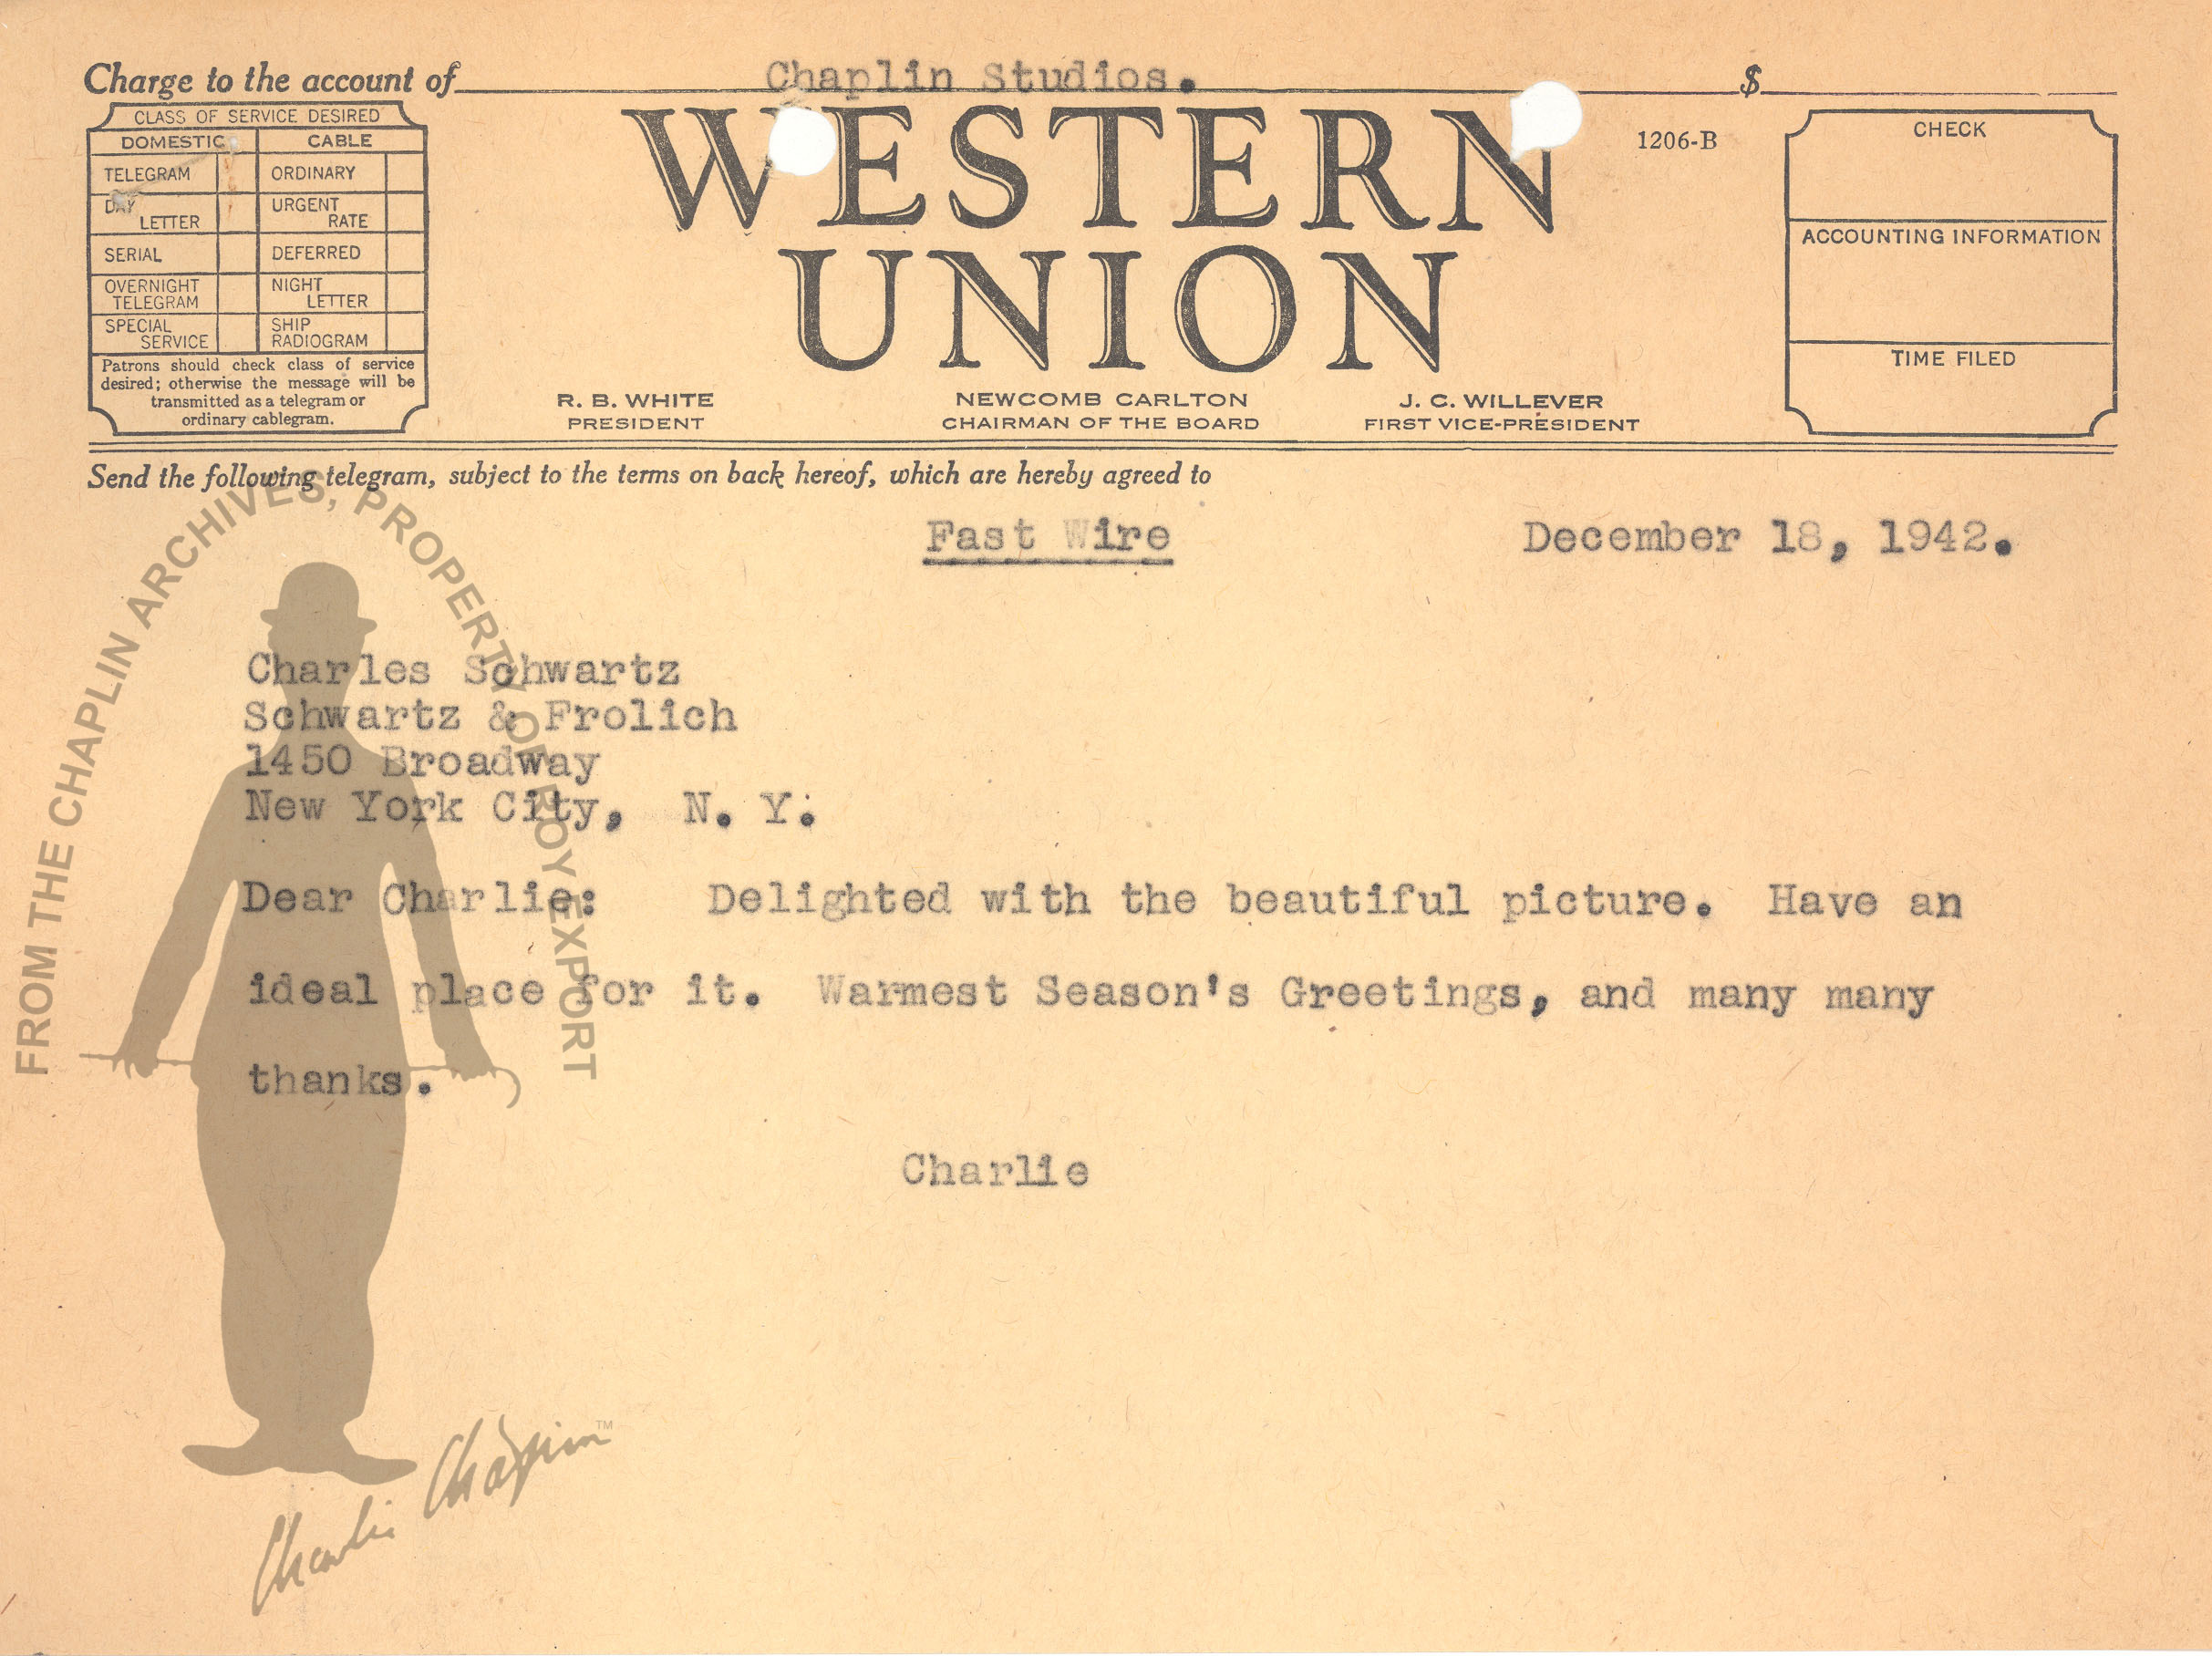 Charge to the account of Chaplin Studios. $
CLASS OF SERVICE DESIRED
DOMESTIC CABLE
TELEGRAM ORDINARY
DAY LETTER URGENT RATE
SERIAL DEFERRED
OVERNIGHT TELEGRAM NIGHT LETTER
SPECIAL SERVICE SHIP RADIOGRAM
Patrons should check class of service
desired; otherwise the message will be
transmitted as a telegram or
ordinary cablegram.
WESTERN
UNION
1206-B
R. B. WHITE
PRESIDENT
NEWCOMB CARLTON
CHAIRMAN OF THE BOARD
J. C. WILLEVER
FIRST VICE-PRESIDENT
CHECK
ACCOUNTING INFORMATION
TIME FILED
Send the following telegram, subject to the terms on back hereof, which are hereby agreed to
Fast Wire December 18, 1942.
Charles Schwartz
Schwartz & Frolich
1450 Broadway
New York City, N. Y.
Dear Charlie: Delighted with the beautiful picture. Have an
ideal place for it. Warmest Season's Greetings, and many many
thanks.
Charlie
FROM THE CHAPLIN ARCHIVES, PROPERTY OF ROY EXPORT
Charlie Chaplin™